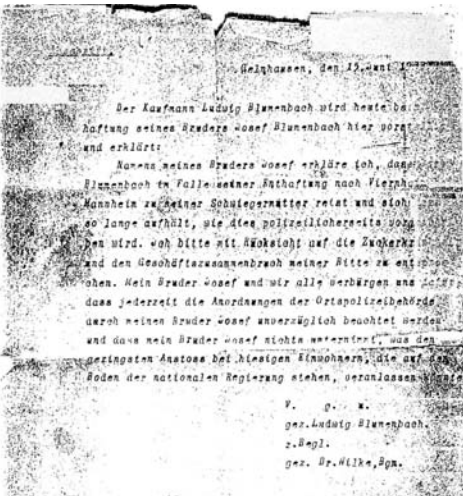 Gelnhausen, den 15. Juni
Der Kaufmann Ludwig Blumenbach wird heute
haftung seines Bruders Josef Blumenbach hier
und erklärt:
Namens meines Bruders Josef erkläre ich, dass
Blumenbach im Falle seiner Enthaftung nach
Mannheim zu seiner Schwiegermutter reist und sich
so lange aufhält, wie dies polizeilicherseits
ben wird. Ich bitte mit Rücksicht auf die
und den Geschäftszusammenbruch meiner Bitte zu
chen. Mein Bruder Josef und wir alle verbürgen uns
dass jederzeit die Anordnungen der Ortspolizeibehörde
durch meinen Bruder Josef unverzüglich beachtet werden
und dass mein Bruder Josef nichts unternimmt, was den
geringsten Anstoss bei hiesigen Einwohnern, die auf dem
Boden der nationalen Regierung stehen, veranlassen könnte
V. g. u.
gez. Ludwig Blumenbach.
z.Begl.
gez. Dr.Wilke, Bgm.